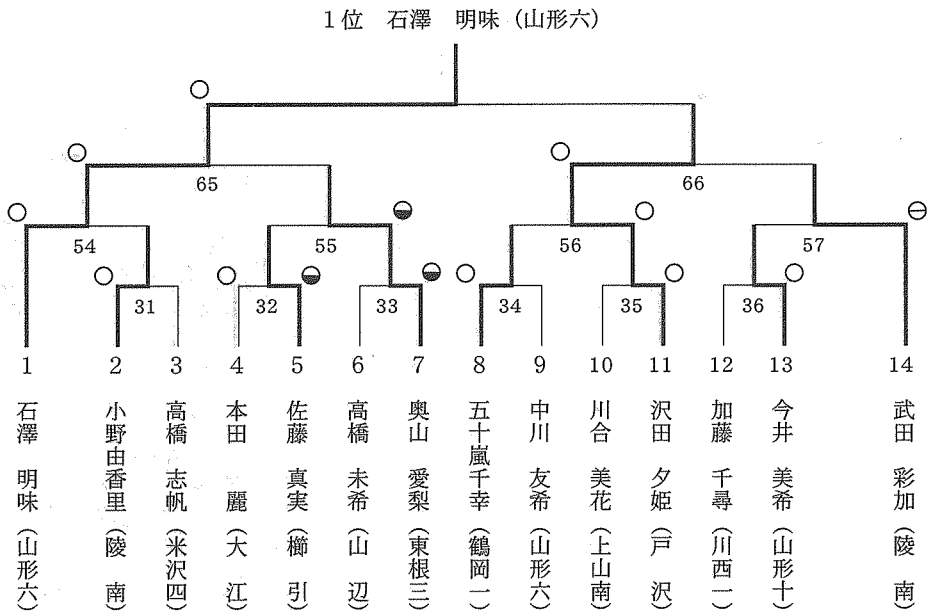 1位 石澤 明味（山形六）
65
66
54
55
56
57
31
32
33
34
35
36
1
2
3
4
5
6
7
8
9
10
11
12
13
14
石澤 明味（山形六）
小野由香里（陵 南）
高橋 志帆（米沢四）
本田 麗（大 江）
佐藤 真実（櫛 引）
高橋 未希（山 辺）
奥山 愛梨（東根三）
五十嵐千幸（鶴岡一）
中川 友希（山形六）
川合 美花（上山南）
沢田 夕姫（戸 沢）
加藤 千尋（川西一）
今井 美希（山形十）
武田 彩加（陵 南）